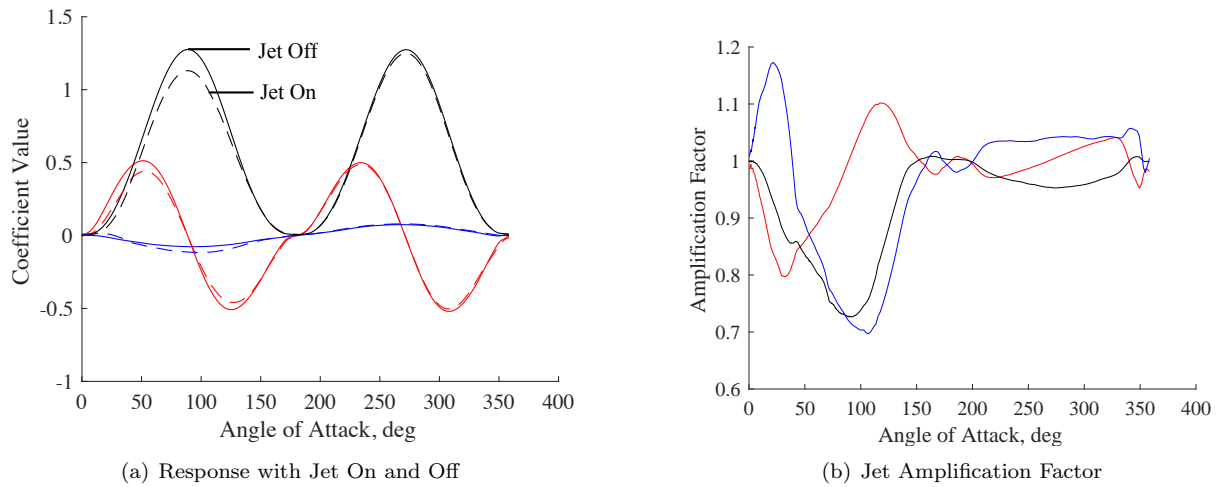 1.5
1
0.5
0
-0.5
-1
Coefficient Value
Jet Off
Jet On
0 50 100 150 200 250 300 350 400
Angle of Attack, deg
(a) Response with Jet On and Off
1.2
1.1
1
0.9
0.8
0.7
0.6
Amplification Factor
0 50 100 150 200 250 300 350 400
Angle of Attack, deg
(b) Jet Amplification Factor